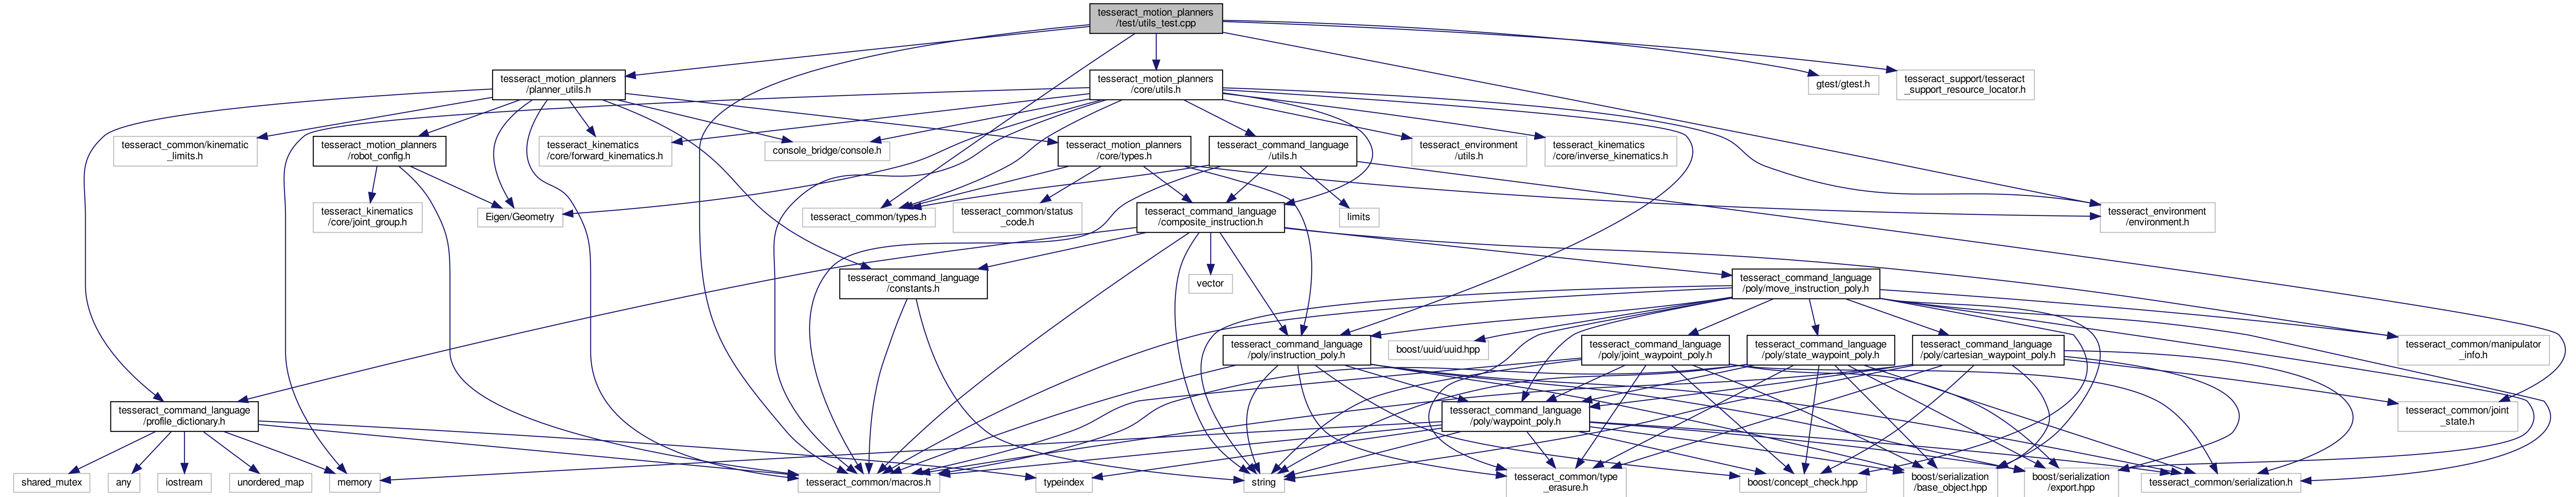 tesseract_motion_planners
/test/utils_test.cpp
tesseract_motion_planners
/planner_utils.h
tesseract_motion_planners
/core/utils.h
gtest/gtest.h
tesseract_support/tesseract
_support_resource_locator.h
tesseract_common/kinematic
_limits.h
tesseract_motion_planners
/robot_config.h
tesseract_kinematics
/core/forward_kinematics.h
console_bridge/console.h
tesseract_motion_planners
/core/types.h
tesseract_command_language
/utils.h
tesseract_environment
/utils.h
tesseract_kinematics
/core/inverse_kinematics.h
tesseract_kinematics
/core/joint_group.h
Eigen/Geometry
tesseract_common/types.h
tesseract_common/status
_code.h
tesseract_command_language
/composite_instruction.h
limits
tesseract_environment
/environment.h
tesseract_command_language
/constants.h
vector
tesseract_command_language
/poly/move_instruction_poly.h
tesseract_command_language
/poly/instruction_poly.h
boost/uuid/uuid.hpp
tesseract_command_language
/poly/joint_waypoint_poly.h
tesseract_command_language
/poly/state_waypoint_poly.h
tesseract_command_language
/poly/cartesian_waypoint_poly.h
tesseract_common/manipulator
_info.h
tesseract_command_language
/profile_dictionary.h
tesseract_command_language
/poly/waypoint_poly.h
tesseract_common/joint
_state.h
shared_mutex
any
iostream
unordered_map
memory
tesseract_common/macros.h
typeindex
string
tesseract_common/type
_erasure.h
boost/concept_check.hpp
boost/serialization
/base_object.hpp
boost/serialization
/export.hpp
tesseract_common/serialization.h